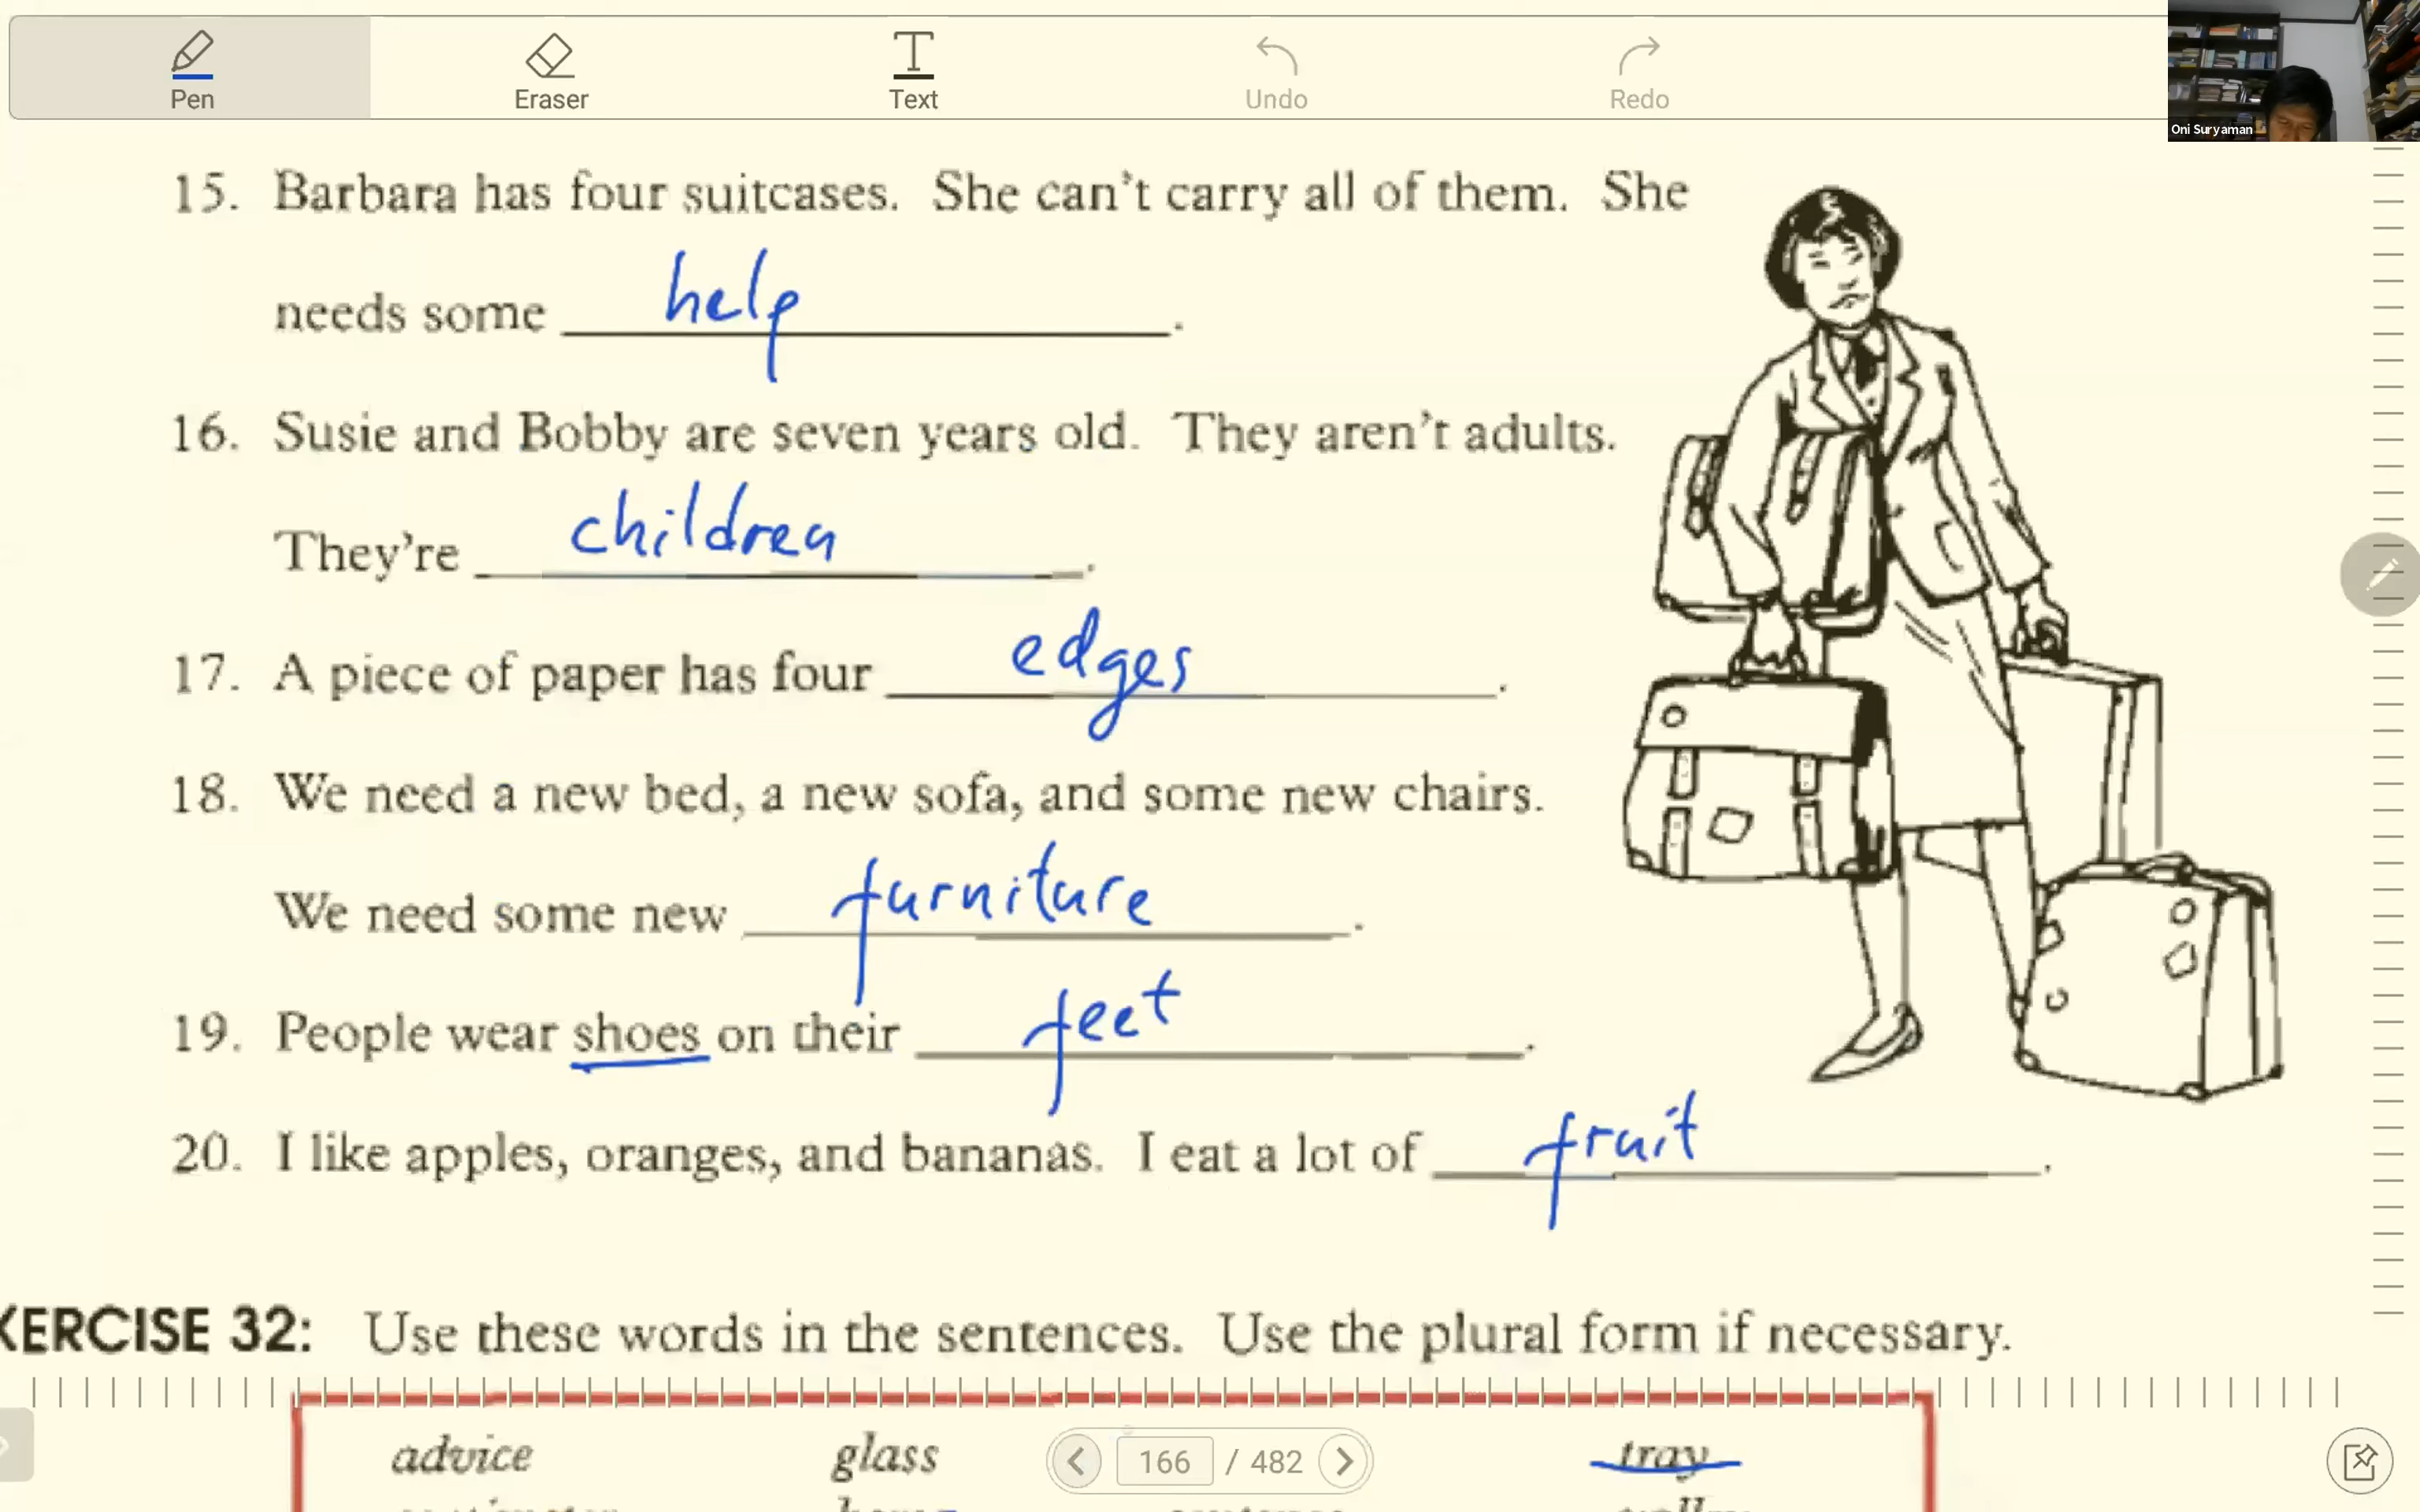 Pen Eraser Text Undo Redo
Oni Suryaman
15. Barbara has four suitcases. She can't carry all of them. She
needs some help.
16. Susie and Bobby are seven years old. They aren't adults.
They're children.
17. A piece of paper has four edges.
18. We need a new bed, a new sofa, and some new chairs.
We need some new furniture.
19. People wear shoes on their feet.
20. I like apples, oranges, and bananas. I eat a lot of fruit.
XERCISE 32: Use these words in the sentences. Use the plural form if necessary.
advice glass tray
166 / 482